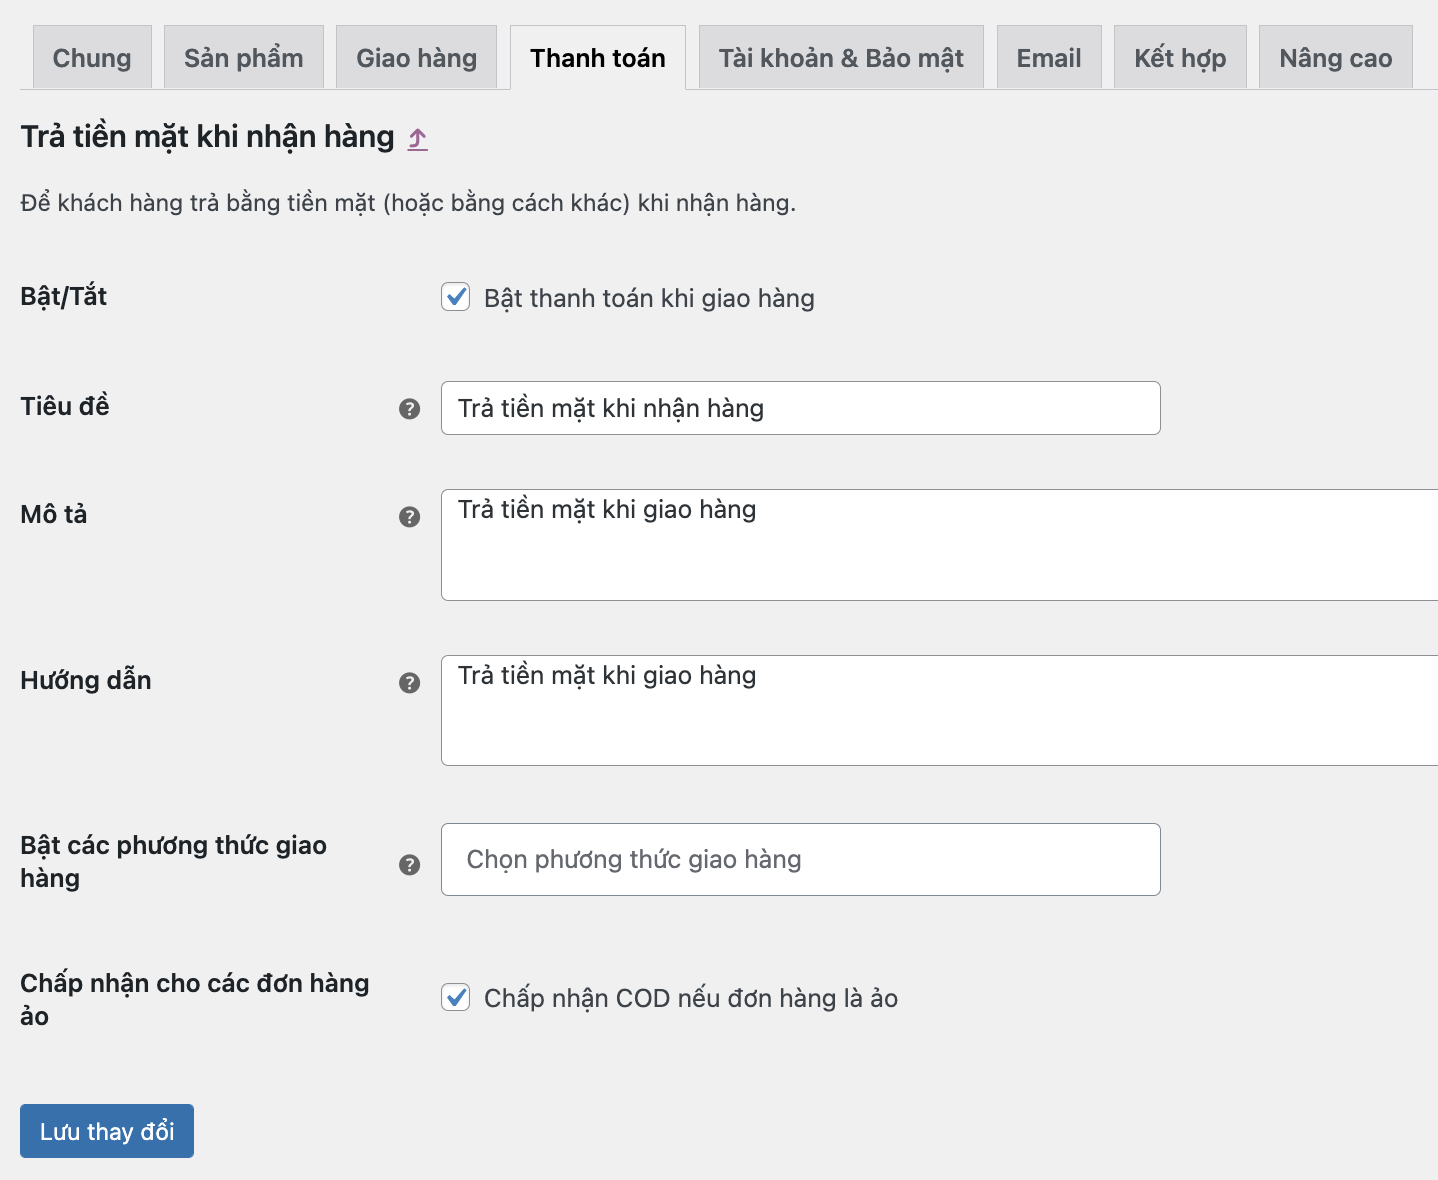 Chung Sản phẩm Giao hàng Thanh toán Tài khoản & Bảo mật Email Kết hợp Nâng cao
Trả tiền mặt khi nhận hàng ⤴
Để khách hàng trả bằng tiền mặt (hoặc bằng cách khác) khi nhận hàng.
Bật/Tắt
Bật thanh toán khi giao hàng
Tiêu đề
Trả tiền mặt khi nhận hàng
Mô tả
Trả tiền mặt khi giao hàng
Hướng dẫn
Trả tiền mặt khi giao hàng
Bật các phương thức giao
hàng
Chọn phương thức giao hàng
Chấp nhận cho các đơn hàng
ảo
Chấp nhận COD nếu đơn hàng là ảo
Lưu thay đổi